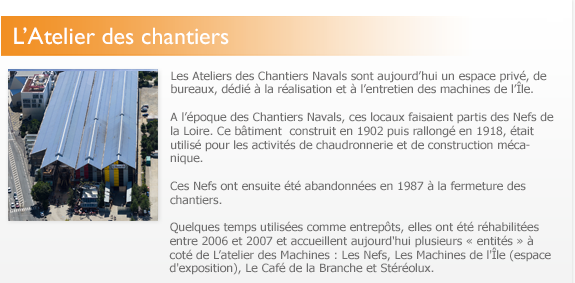 L'Atelier des chantiers
Les Ateliers des Chantiers Navals sont aujourd'hui un espace privé, de
bureaux, dédié à la réalisation et à l'entretien des machines de l'Île.
A l'époque des Chantiers Navals, ces locaux faisaient partis des Nefs de
la Loire. Ce bâtiment construit en 1902 puis rallongé en 1918, était
utilisé pour les activités de chaudronnerie et de construction méca-
nique.
Ces Nefs ont ensuite été abandonnées en 1987 à la fermeture des
chantiers.
Quelques temps utilisées comme entrepôts, elles ont été réhabilitées
entre 2006 et 2007 et accueillent aujourd'hui plusieurs « entités » à
coté de L'atelier des Machines : Les Nefs, Les Machines de l'Île (espace
d'exposition), Le Café de la Branche et Stéréolux.